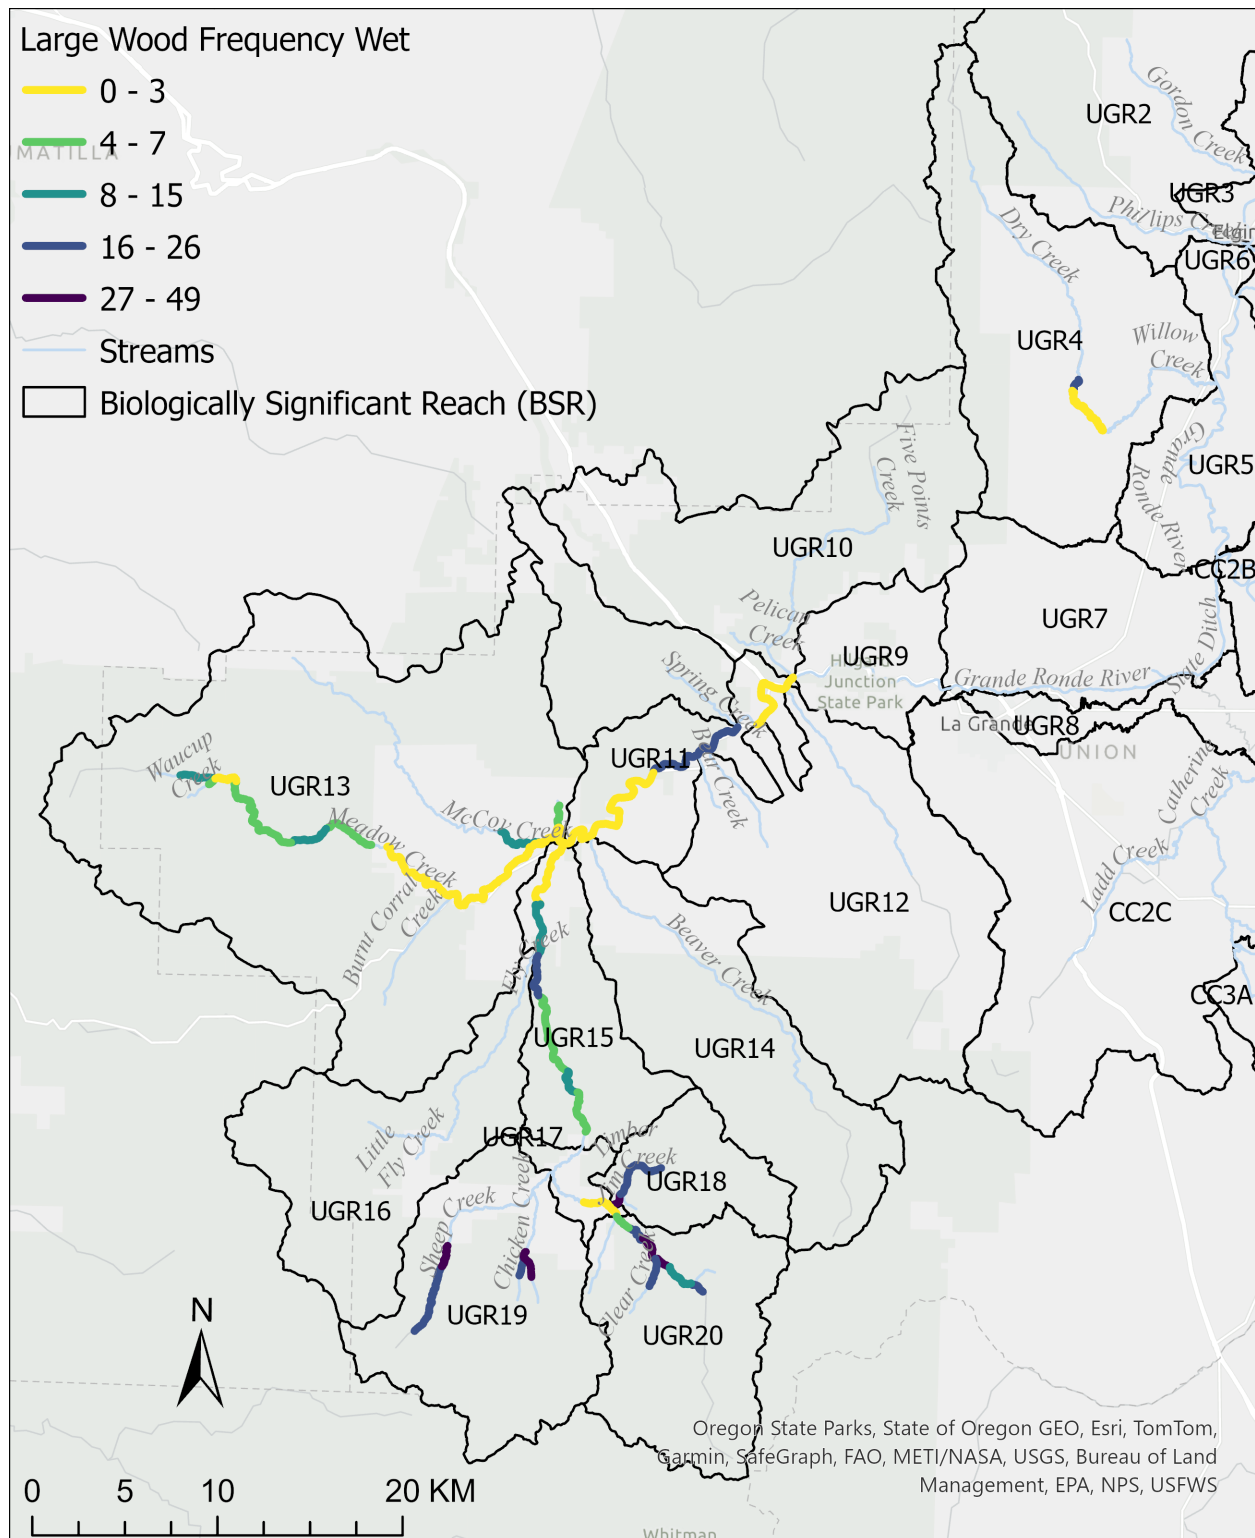 Large Wood Frequency Wet
0 - 3
4 - 7
8 - 15
16 - 26
27 - 49
Streams
Biologically Significant Reach (BSR)
MATILLA
UGR2
Gordon Creek
UGR3
Phillips Creek
Elgin
UGR6
Dry Creek
UGR4
Willow
Creek
Grande
Ronde River
UGR5
Five Points
Creek
UGR10
CC2B
Pelican
Creek
UGR7
State Ditch
UGR9
Junction
State Park
Grande Ronde River
Spring Creek
La Grande
UGR8
UNION
UGR11
Bear Creek
Catherine
Creek
Waucup
Creek
UGR13
Meadow Creek
McCoy Creek
Burnt Corral
Creek
Ladd Creek
UGR12
CC2C
Fly Creek
Beaver Creek
CC3A
UGR15
UGR14
Little
Fly Creek
UGR17
Timber
Jim Creek
UGR18
UGR16
Sheep Creek
Chicken Creek
Clear Creek
UGR19
UGR20
N
Oregon State Parks, State of Oregon GEO, Esri, TomTom,
Garmin, SafeGraph, FAO, METI/NASA, USGS, Bureau of Land
Management, EPA, NPS, USFWS
0 5 10 20 KM
Whitman